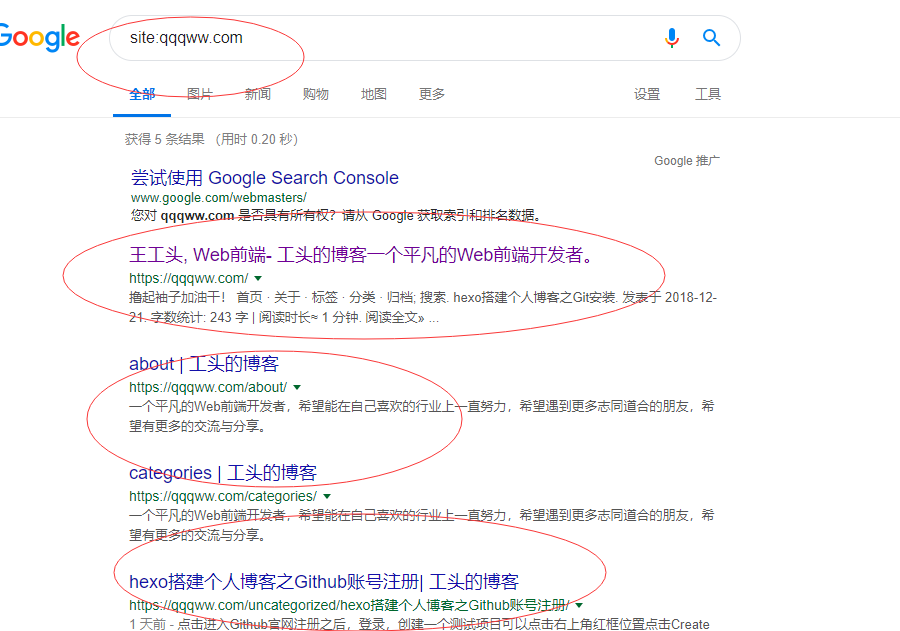 Google
site:qqqww.com
全部 图片 新闻 购物 地图 更多 设置 工具
获得 5 条结果 （用时 0.20 秒）
Google 推广
尝试使用 Google Search Console
www.google.com/webmasters/
您对 qqqww.com 是否具有所有权？请从 Google 获取索引和排名数据。
王工头, Web前端- 工头的博客一个平凡的Web前端开发者。
https://qqqww.com/
撸起袖子加油干！ 首页 · 关于 · 标签 · 分类 · 归档; 搜索. hexo搭建个人博客之Git安装. 发表于 2018-12-
21. 字数统计: 243 字 | 阅读时长≈ 1 分钟. 阅读全文» ...
about | 工头的博客
https://qqqww.com/about/
一个平凡的Web前端开发者，希望能在自己喜欢的行业上一直努力，希望遇到更多志同道合的朋友，希
望有更多的交流与分享。
categories | 工头的博客
https://qqqww.com/categories/
一个平凡的Web前端开发者，希望能在自己喜欢的行业上一直努力，希望遇到更多志同道合的朋友，希
望有更多的交流与分享。
hexo搭建个人博客之Github账号注册| 工头的博客
https://qqqww.com/uncategorized/hexo搭建个人博客之Github账号注册/
1 天前 - 点击进入Github官网注册之后，登录，创建一个测试项目可以点击右上角红框位置点击Create